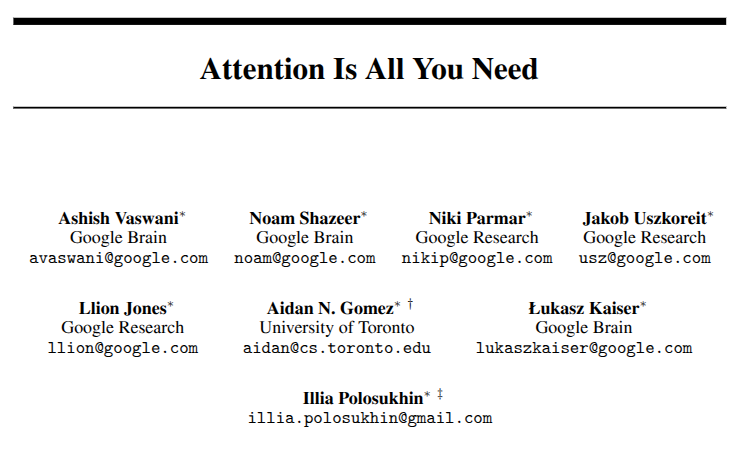 Attention Is All You Need
Ashish Vaswani* Noam Shazeer* Niki Parmar* Jakob Uszkoreit*
Google Brain Google Brain Google Research Google Research
avaswani@google.com noam@google.com nikip@google.com usz@google.com
Llion Jones* Aidan N. Gomez* † Łukasz Kaiser*
Google Research University of Toronto Google Brain
llion@google.com aidan@cs.toronto.edu lukaszkaiser@google.com
Illia Polosukhin* ‡
illia.polosukhin@gmail.com